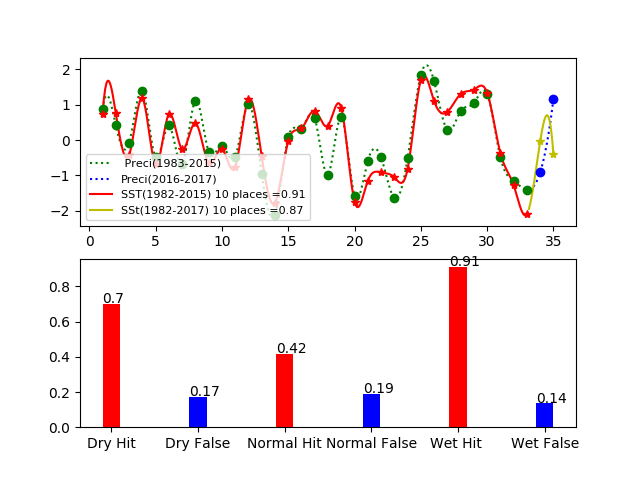 2
1
0
−1
−2
Preci(1983-2015)
Preci(2016-2017)
SST(1982-2015) 10 places =0.91
SSt(1982-2017) 10 places =0.87
0 5 10 15 20 25 30 35
0.8
0.6
0.4
0.2
0.0
0.7
0.17
0.42
0.19
0.91
0.14
Dry Hit Dry False Normal Hit Normal False Wet Hit Wet False